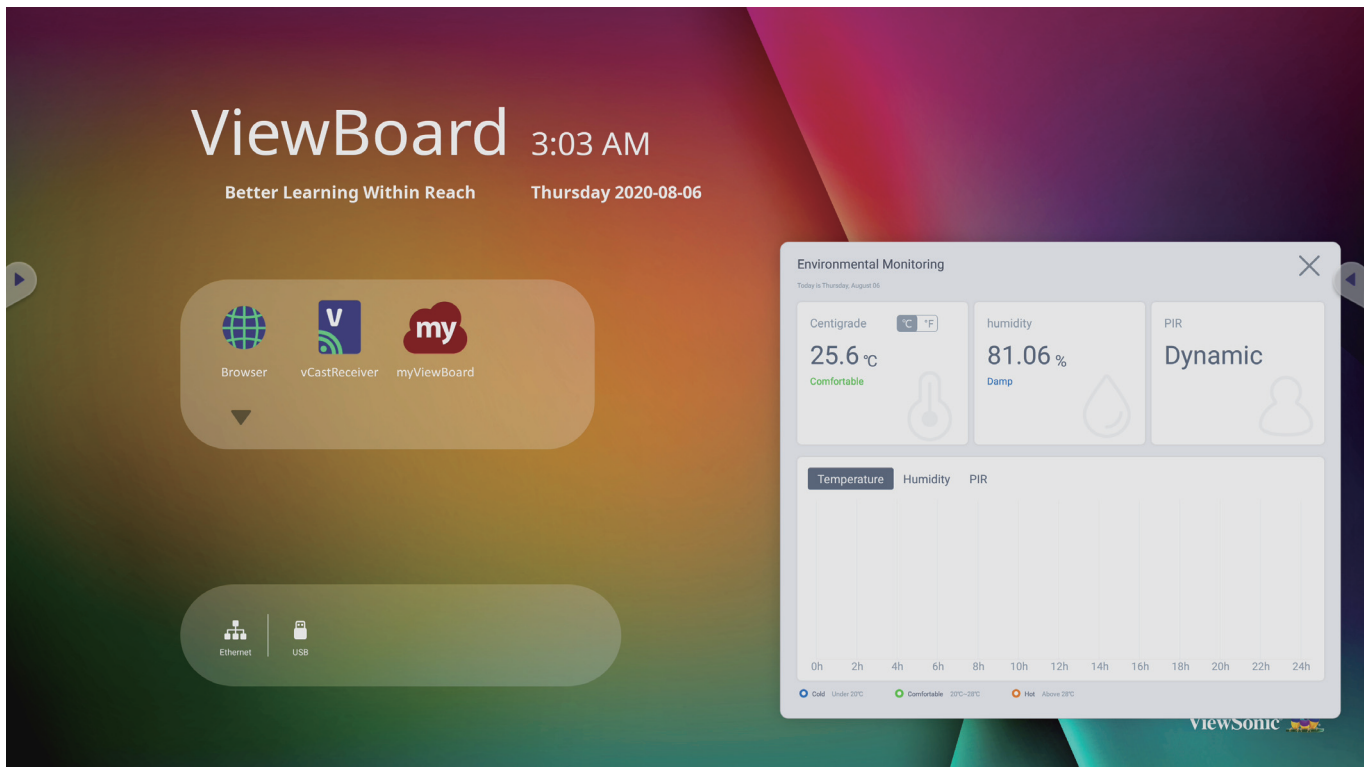 ViewBoard 3:03 AM
Better Learning Within Reach Thursday 2020-08-06
Browser
V
vCastReceiver
my
myViewBoard
Ethernet
USB
Environmental Monitoring
Today is Thursday, August 06
Centigrade °C °F
25.6 °C
Comfortable
humidity
81.06 %
Damp
PIR
Dynamic
Temperature Humidity PIR
0h 2h 4h 6h 8h 10h 12h 14h 16h 18h 20h 22h 24h
Cold Under 20°C Comfortable 20°C~28°C Hot Above 28°C
ViewSonic